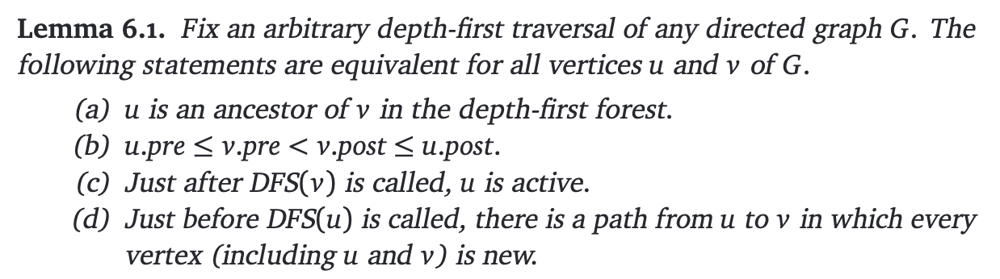 Lemma 6.1. Fix an arbitrary depth-first traversal of any directed graph G. The
following statements are equivalent for all vertices u and v of G.
(a) u is an ancestor of v in the depth-first forest.
(b) u.pre ≤ v.pre < v.post ≤ u.post.
(c) Just after DFS(v) is called, u is active.
(d) Just before DFS(u) is called, there is a path from u to v in which every
vertex (including u and v) is new.